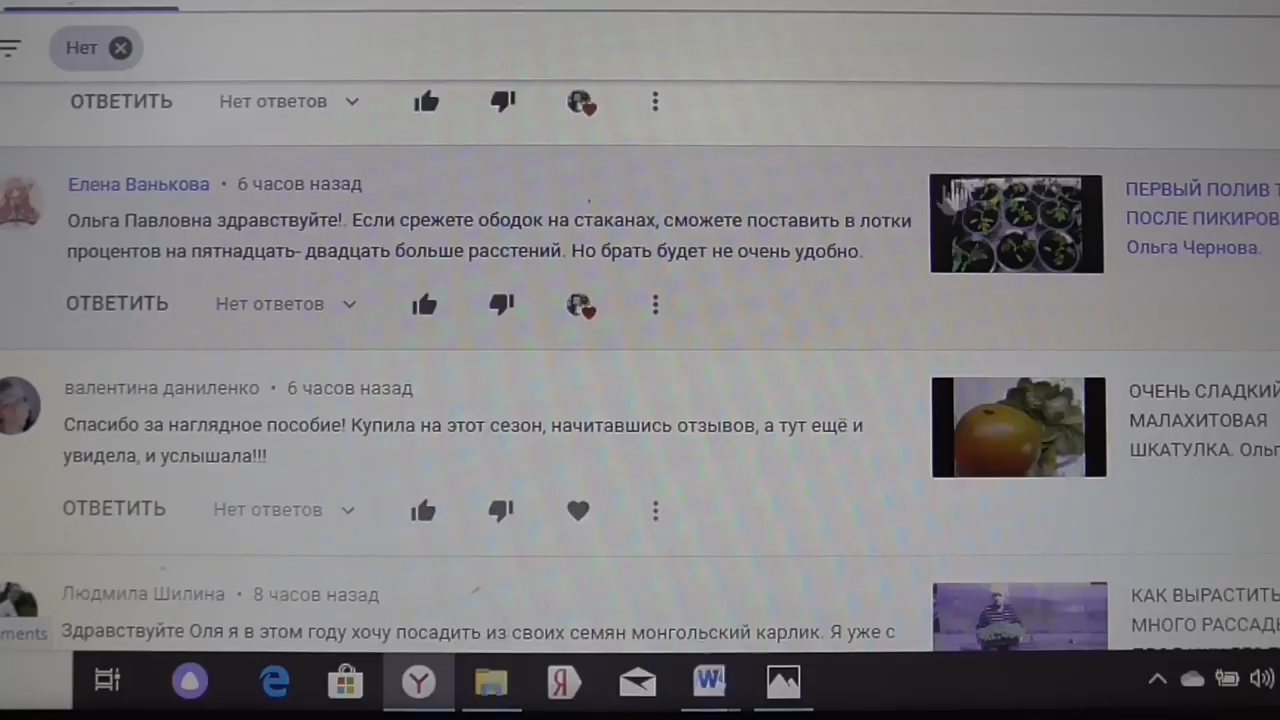 Нет
ОТВЕТИТЬ Нет ответов
Елена Ванькова • 6 часов назад
Ольга Павловна здравствуйте!. Если срежете ободок на стаканах, сможете поставить в лотки
процентов на пятнадцать- двадцать больше расстений. Но брать будет не очень удобно.
ОТВЕТИТЬ Нет ответов
ПЕРВЫЙ ПОЛИВ Т
ПОСЛЕ ПИКИРОВ
Ольга Чернова.
валентина даниленко • 6 часов назад
Спасибо за наглядное пособие! Купила на этот сезон, начитавшись отзывов, а тут ещё и
увидела, и услышала!!!
ОТВЕТИТЬ Нет ответов
ОЧЕНЬ СЛАДКИЙ
МАЛАХИТОВАЯ
ШКАТУЛКА. Ольг
Людмила Шилина • 8 часов назад
Здравствуйте Оля я в этом году хочу посадить из своих семян монгольский карлик. Я уже с
КАК ВЫРАСТИТЬ
МНОГО РАССАДЫ
ments